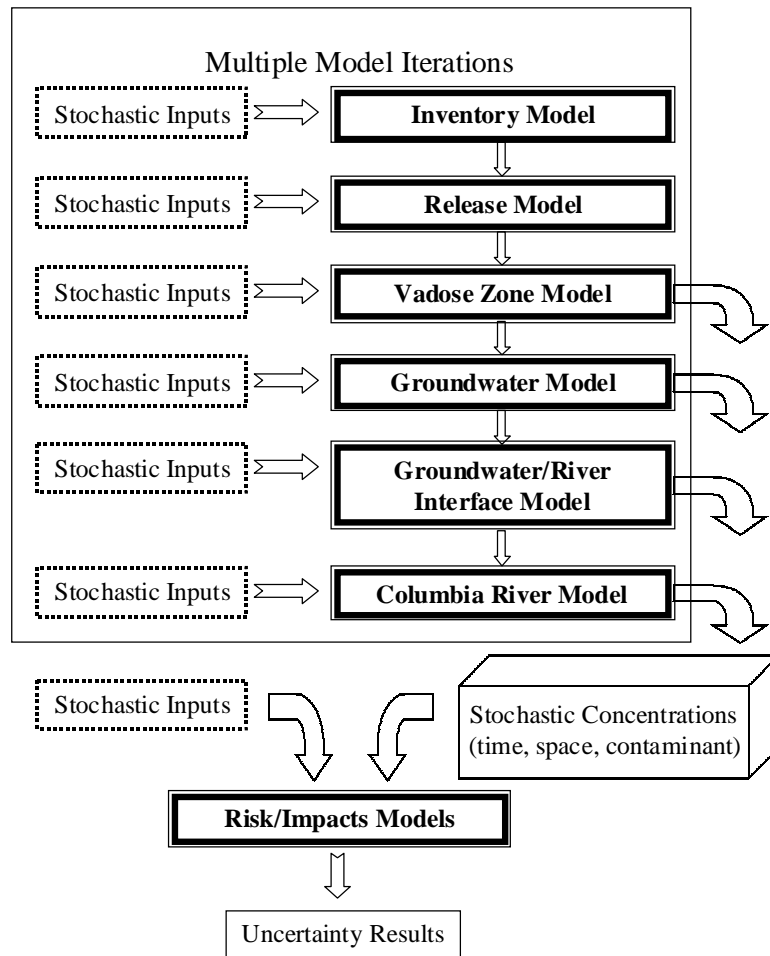 Multiple Model Iterations
Stochastic Inputs
Inventory Model
Stochastic Inputs
Release Model
Stochastic Inputs
Vadose Zone Model
Stochastic Inputs
Groundwater Model
Stochastic Inputs
Groundwater/River
Interface Model
Stochastic Inputs
Columbia River Model
Stochastic Inputs
Stochastic Concentrations
(time, space, contaminant)
Risk/Impacts Models
Uncertainty Results